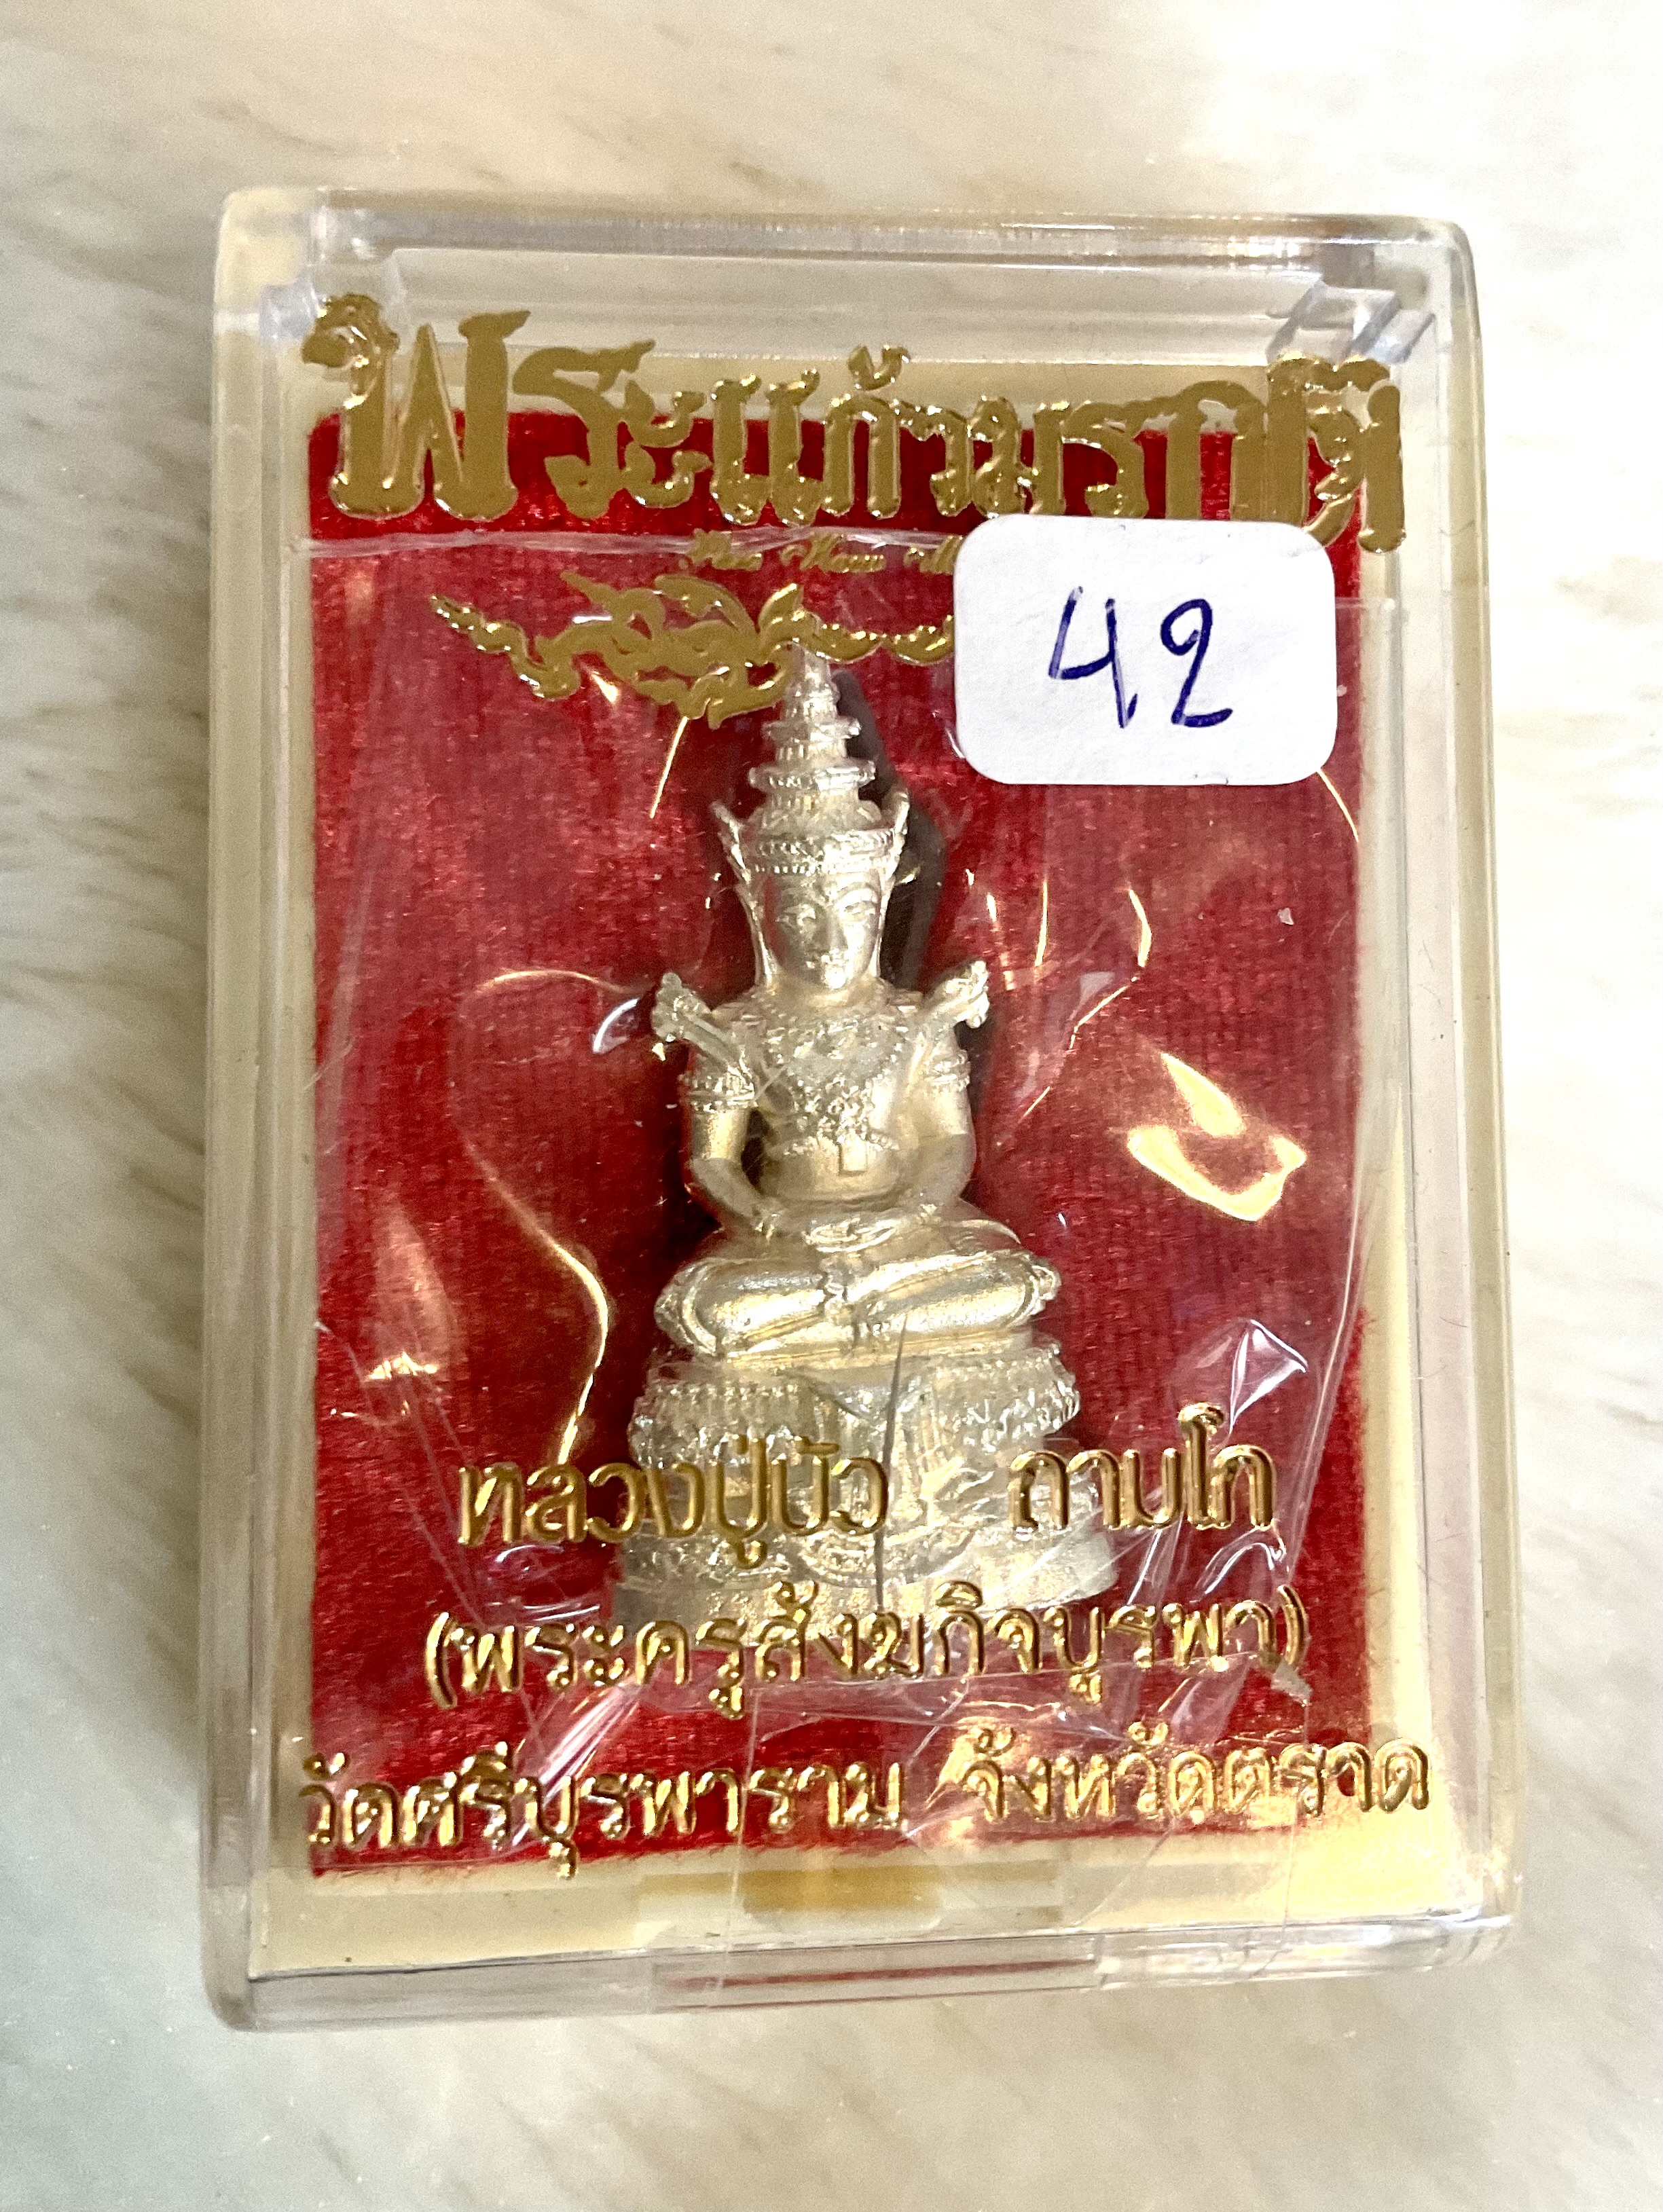 พระแก้วมรกต
42
หลวงปู่บัว ถามโก
(พระครูสังฆกิจบูรพา)
วัดศรีบุรพาราม จังหวัดตราด